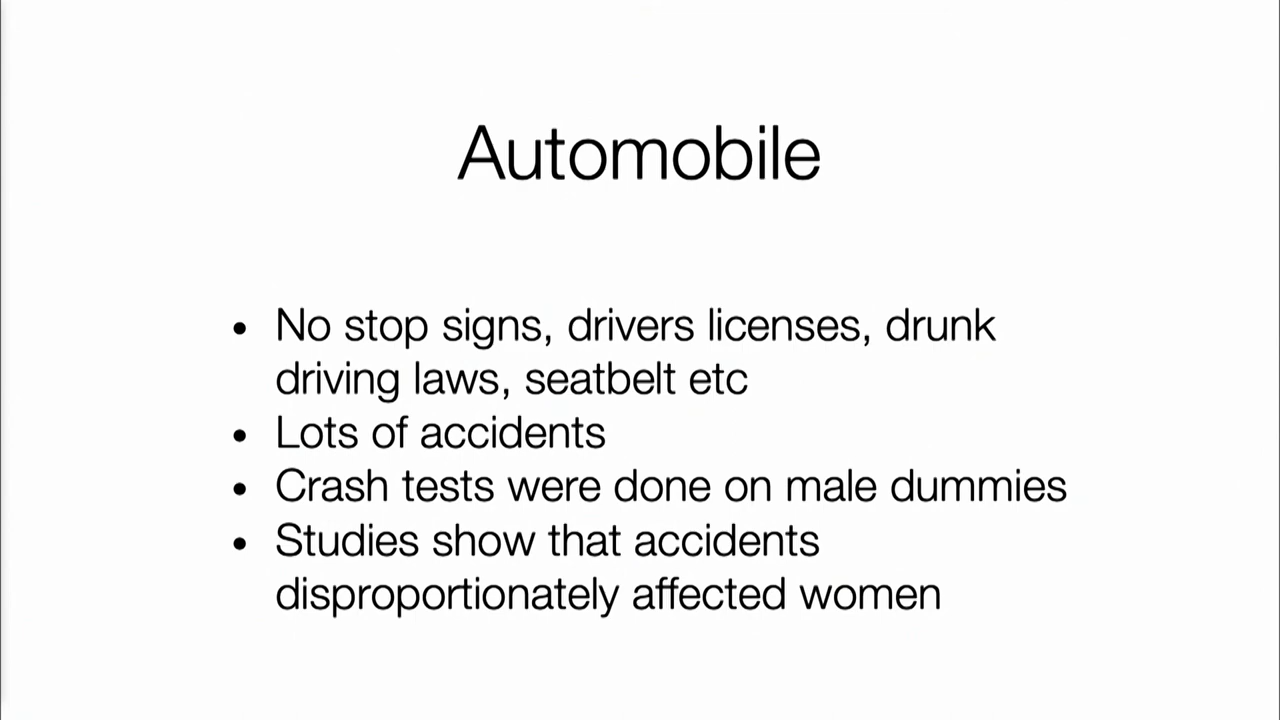 Automobile
• No stop signs, drivers licenses, drunk
driving laws, seatbelt etc
• Lots of accidents
• Crash tests were done on male dummies
• Studies show that accidents
disproportionately affected women